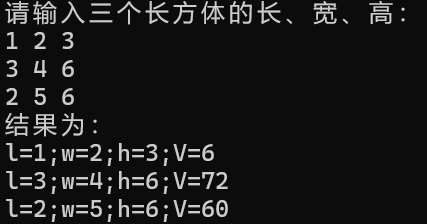 请输入三个长方体的长、宽、高：
1 2 3
3 4 6
2 5 6
结果为：
l=1;w=2;h=3;V=6
l=3;w=4;h=6;V=72
l=2;w=5;h=6;V=60